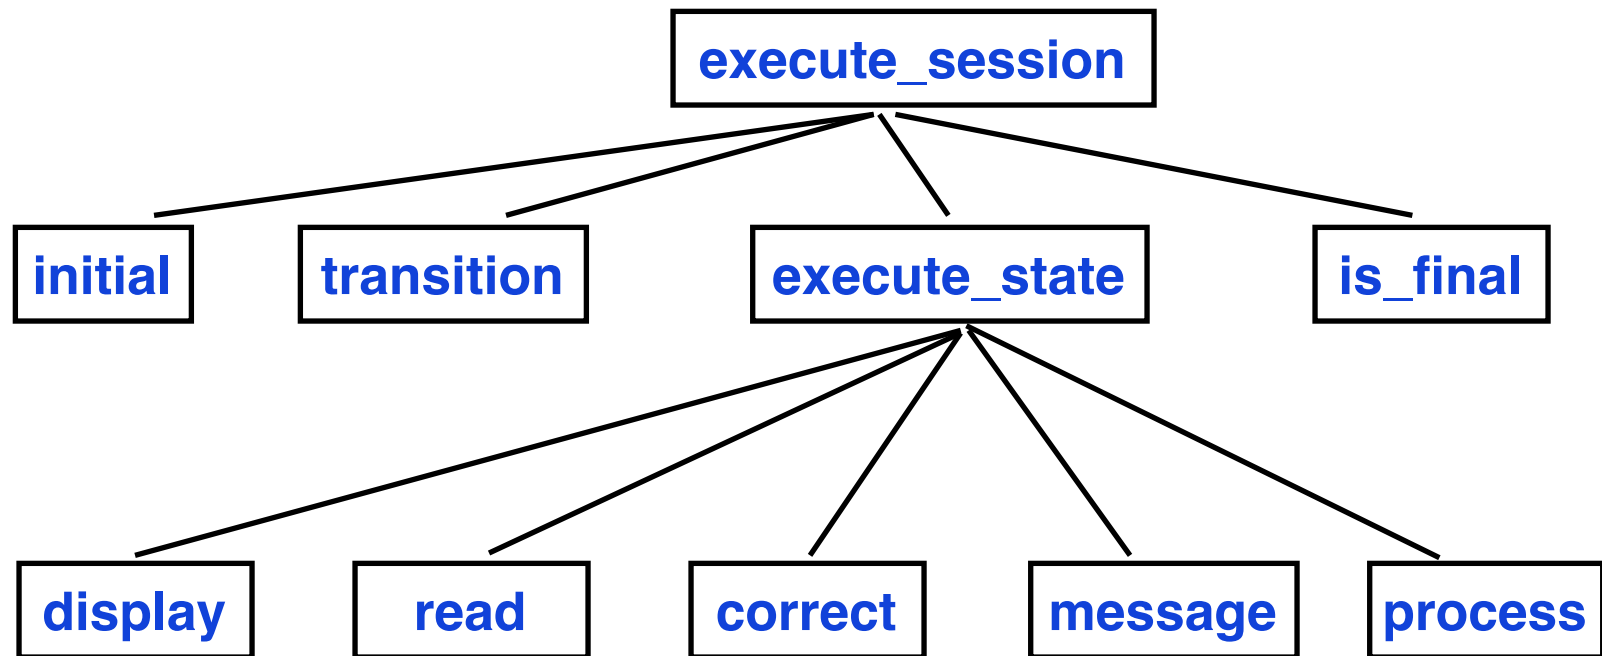 execute_session
initial
transition
execute_state
is_final
display
read
correct
message
process